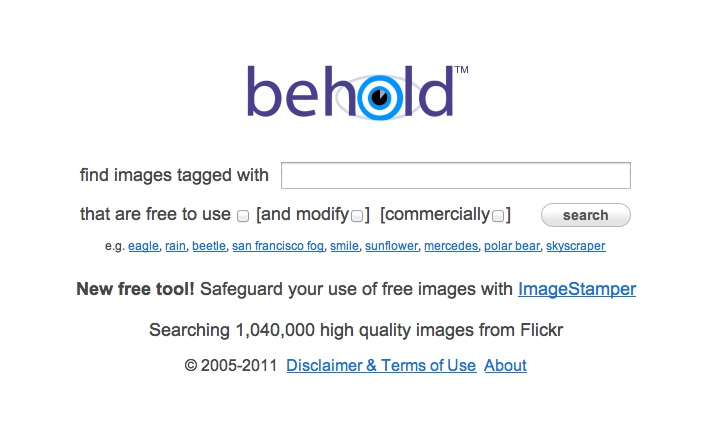 behold™
find images tagged with
that are free to use [and modify] [commercially] search
e.g. eagle, rain, beetle, san francisco fog, smile, sunflower, mercedes, polar bear, skyscraper
New free tool! Safeguard your use of free images with ImageStamper
Searching 1,040,000 high quality images from Flickr
© 2005-2011 Disclaimer & Terms of Use About